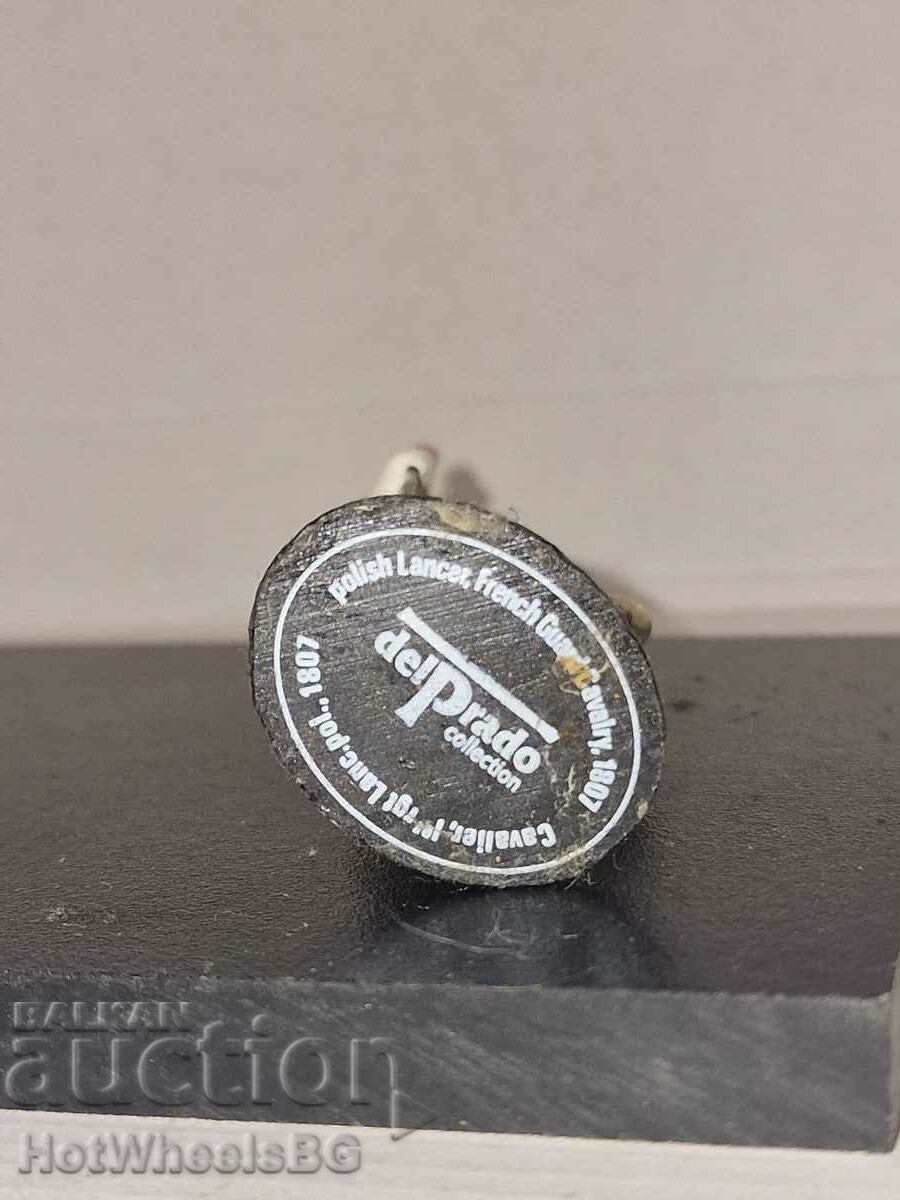 polish Lancer, French Guard Cavalry, 1807
delPrado
collection
Cavalier, 1er rgt Lanc. pol., 1807
BALKAN
auction
HotWheelsBG